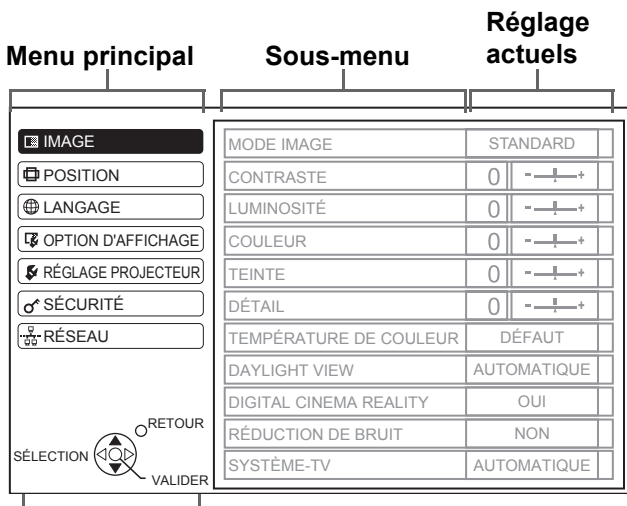 Menu principal
Sous-menu
Réglage
actuels
IMAGE
POSITION
LANGAGE
OPTION D'AFFICHAGE
RÉGLAGE PROJECTEUR
SÉCURITÉ
RÉSEAU
MODE IMAGE STANDARD
CONTRASTE 0 - +
LUMINOSITÉ 0 - +
COULEUR 0 - +
TEINTE 0 - +
DÉTAIL 0 - +
TEMPÉRATURE DE COULEUR DÉFAUT
DAYLIGHT VIEW AUTOMATIQUE
DIGITAL CINEMA REALITY OUI
RÉDUCTION DE BRUIT NON
SYSTÈME-TV AUTOMATIQUE
RETOUR
SÉLECTION
VALIDER